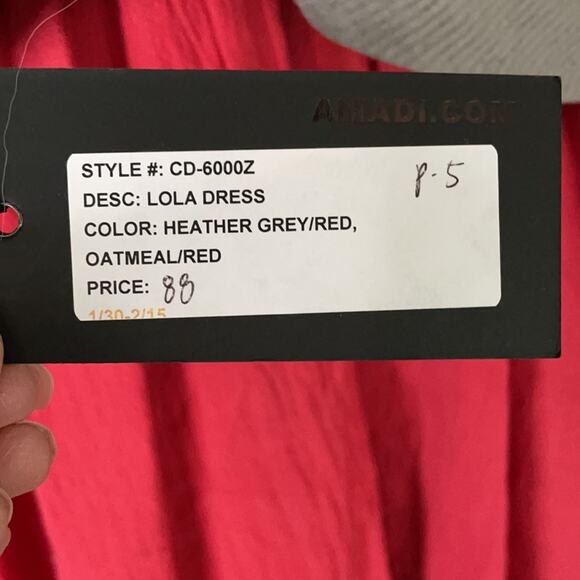 AMADI.COM
STYLE #: CD-6000Z
P-5
DESC: LOLA DRESS
COLOR: HEATHER GREY/RED,
OATMEAL/RED
PRICE: 88
1/30-2/15